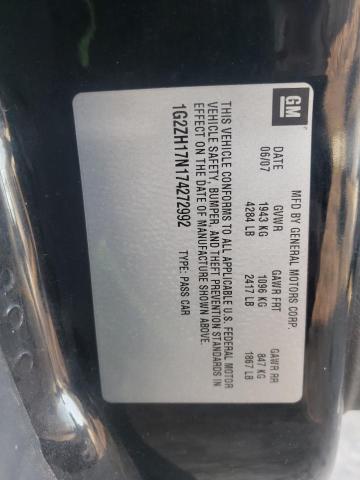 GM
MFD BY GENERAL MOTORS CORP.
DATE GVWR GAWR FRT GAWR RR
06/07 1943 KG 1096 KG 847 KG
4284 LB 2417 LB 1867 LB
THIS VEHICLE CONFORMS TO ALL APPLICABLE U.S. FEDERAL MOTOR
VEHICLE SAFETY, BUMPER, AND THEFT PREVENTION STANDARDS IN
EFFECT ON THE DATE OF MANUFACTURE SHOWN ABOVE.
1G2ZH17N174272992 TYPE: PASS CAR